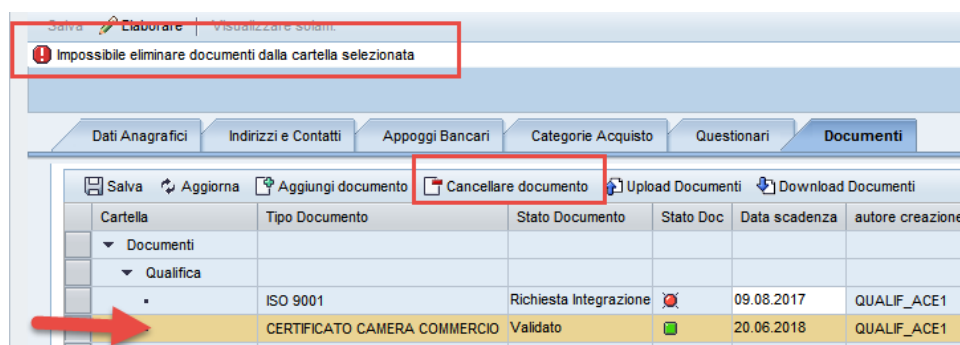 Salva Elaborare Visualizzare solam.
Impossibile eliminare documenti dalla cartella selezionata
Dati Anagrafici Indirizzi e Contatti Appoggi Bancari Categorie Acquisto Questionari Documenti
Salva Aggiorna Aggiungi documento Cancellare documento Upload Documenti Download Documenti
Cartella Tipo Documento Stato Documento Stato Doc Data scadenza autore creazione
Documenti
Qualifica
ISO 9001 Richiesta Integrazione 09.08.2017 QUALIF_ACE1
CERTIFICATO CAMERA COMMERCIO Validato 20.06.2018 QUALIF_ACE1